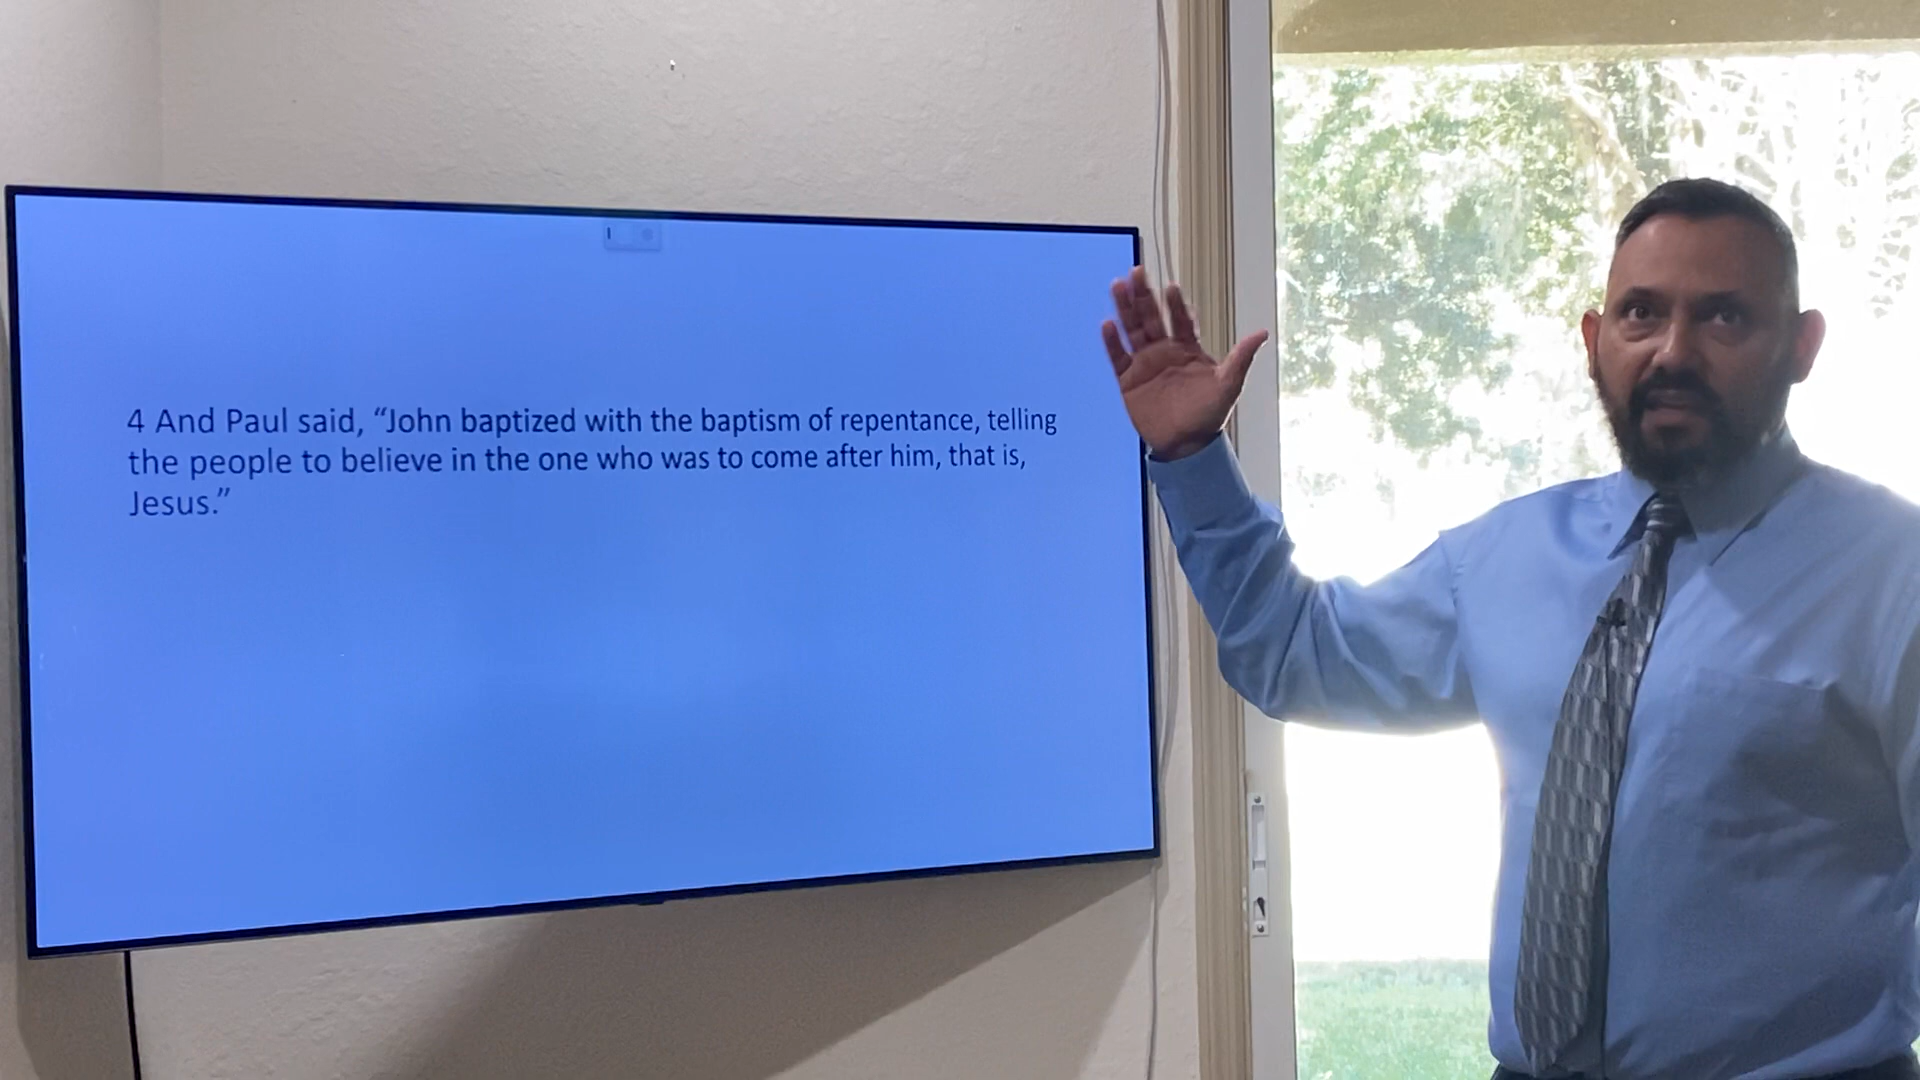 4 And Paul said, “John baptized with the baptism of repentance, telling
the people to believe in the one who was to come after him, that is,
Jesus.”